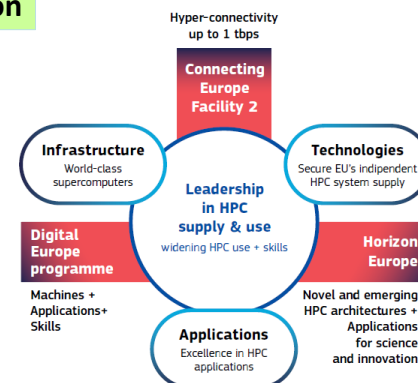 on
Hyper-connectivity
up to 1 tbps
Connecting
Europe
Facility 2
Infrastructure
World-class
supercomputers
Technologies
Secure EU's indipendent
HPC system supply
Leadership
in HPC
supply & use
widening HPC use + skills
Digital
Europe
programme
Horizon
Europe
Machines +
Applications+
Skills
Novel and emerging
HPC architectures +
Applications
for science
and innovation
Applications
Excellence in HPC
applications